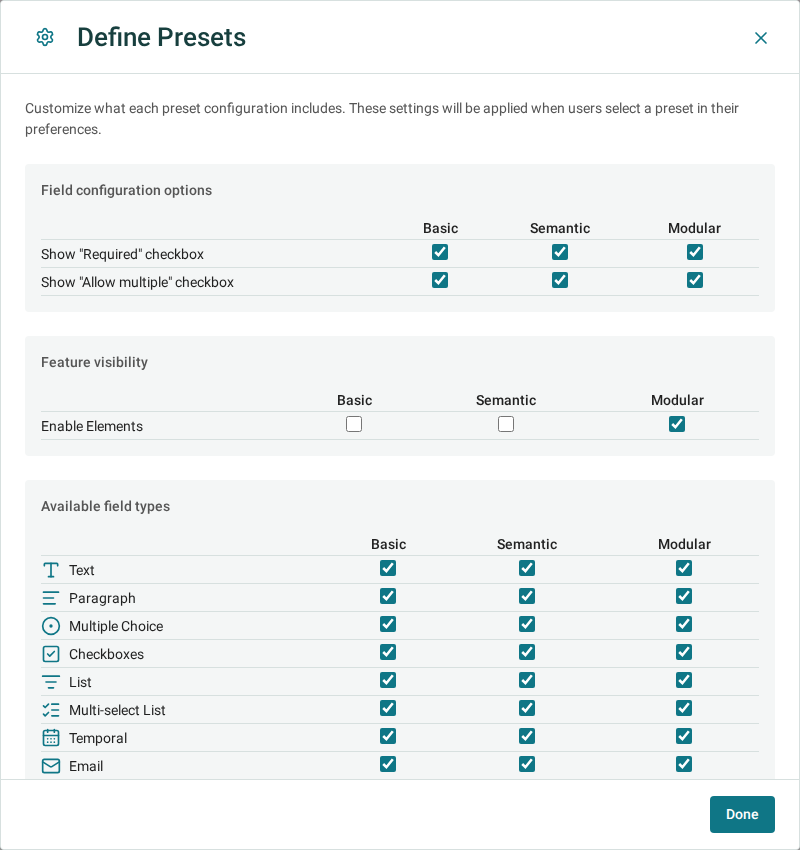 Define Presets
Customize what each preset configuration includes. These settings will be applied when users select a preset in their
preferences.
Field configuration options
Basic Semantic Modular
Show "Required" checkbox
Show "Allow multiple" checkbox
Feature visibility
Basic Semantic Modular
Enable Elements
Available field types
Basic Semantic Modular
Text
Paragraph
Multiple Choice
Checkboxes
List
Multi-select List
Temporal
Email
Done